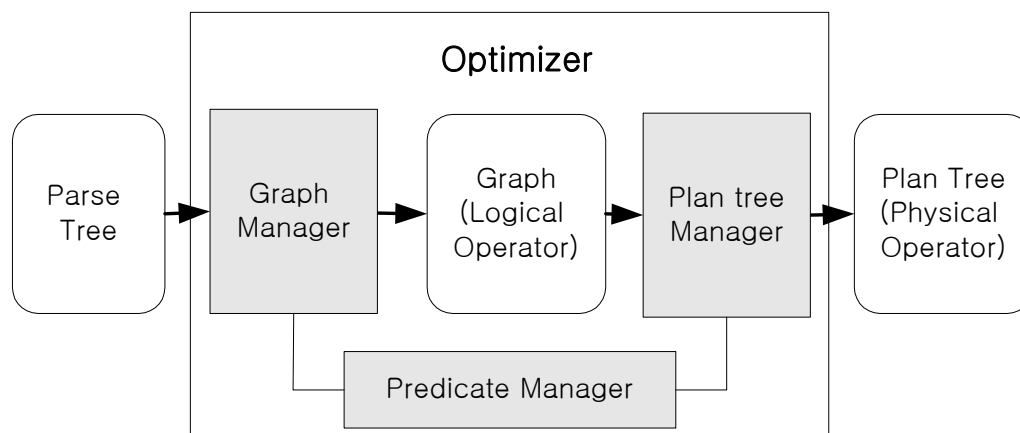 Optimizer
Parse
Tree
Graph
Manager
Graph
(Logical
Operator)
Plan tree
Manager
Plan Tree
(Physical
Operator)
Predicate Manager